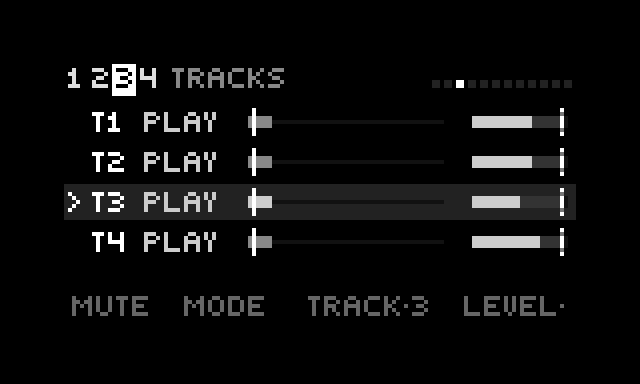 1 2 3 4 TRACKS
T1 PLAY
T2 PLAY
> T3 PLAY
T4 PLAY
MUTE MODE TRACK·3 LEVEL·